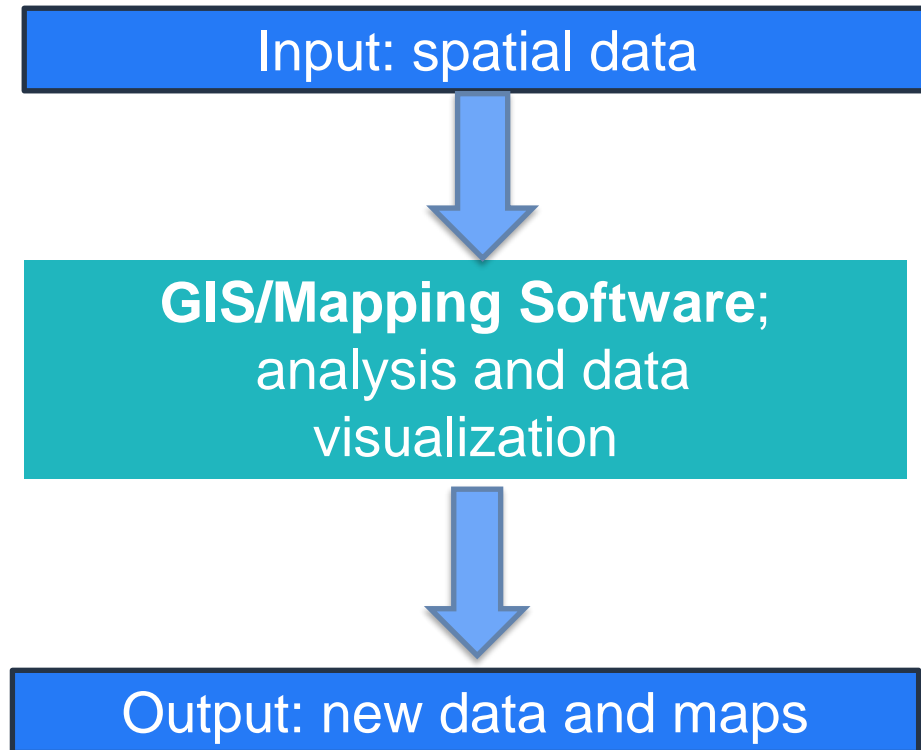 Input: spatial data
GIS/Mapping Software;
analysis and data
visualization
Output: new data and maps